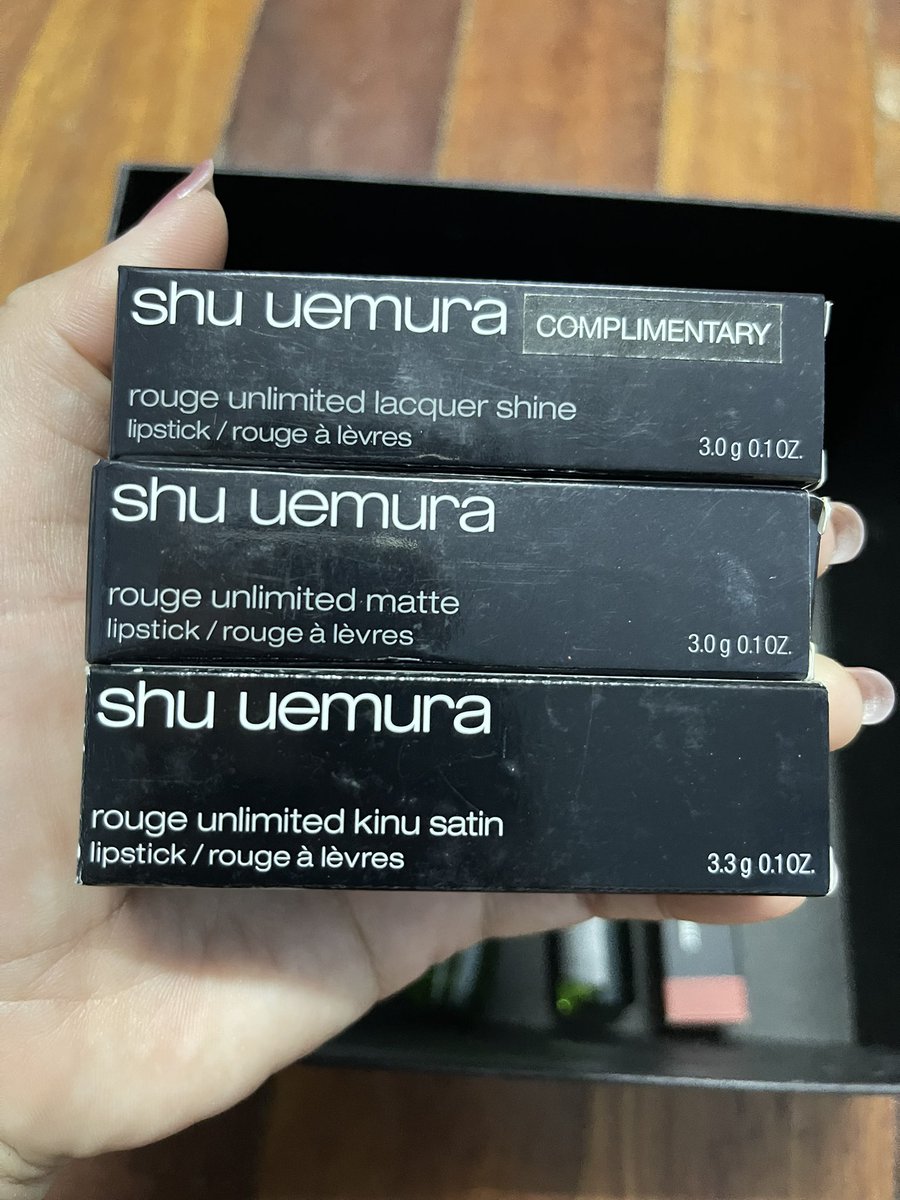 shu uemura COMPLIMENTARY
rouge unlimited lacquer shine
lipstick / rouge à lèvres 3.0 g 0.1 OZ.
shu uemura
rouge unlimited matte
lipstick / rouge à lèvres 3.0 g 0.1 OZ.
shu uemura
rouge unlimited kinu satin
lipstick / rouge à lèvres 3.3 g 0.1 OZ.